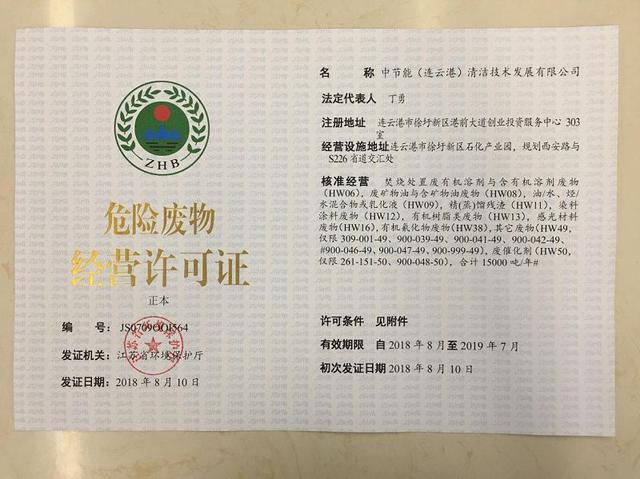 ZHB
危险废物
经营许可证
正本
编 号: JS0709OOI564
发证机关: 江苏省环境保护厅
发证日期: 2018 年 8 月 10 日
名 称 中节能（连云港）清洁技术发展有限公司
法定代表人 丁勇
注册地址 连云港市徐圩新区港前大道创业投资服务中心 303
室
经营设施地址 连云港市徐圩新区石化产业园，规划西安路与
S226 省道交汇处
核准经营 焚烧处置废有机溶剂与含有机溶剂废物
(HW06)，废矿物油与含矿物油废物（HW08），油/水、烃/
水混合物或乳化液（HW09），精(蒸)馏残渣（HW11），染料
涂料废物（HW12），有机树脂类废物（HW13），感光材料
废物(HW16),有机氰化物废物(HW38),其它废物(HW49,
仅限 309-001-49、900-039-49、900-041-49、900-042-49、
#900-046-49、900-047-49、900-999-49)，废催化剂（HW50,
仅限 261-151-50、900-048-50），合计 15000 吨/年#
许可条件 见附件
有效期限 自 2018 年 8 月至 2019 年 7 月
初次发证日期 2018 年 8 月 10 日